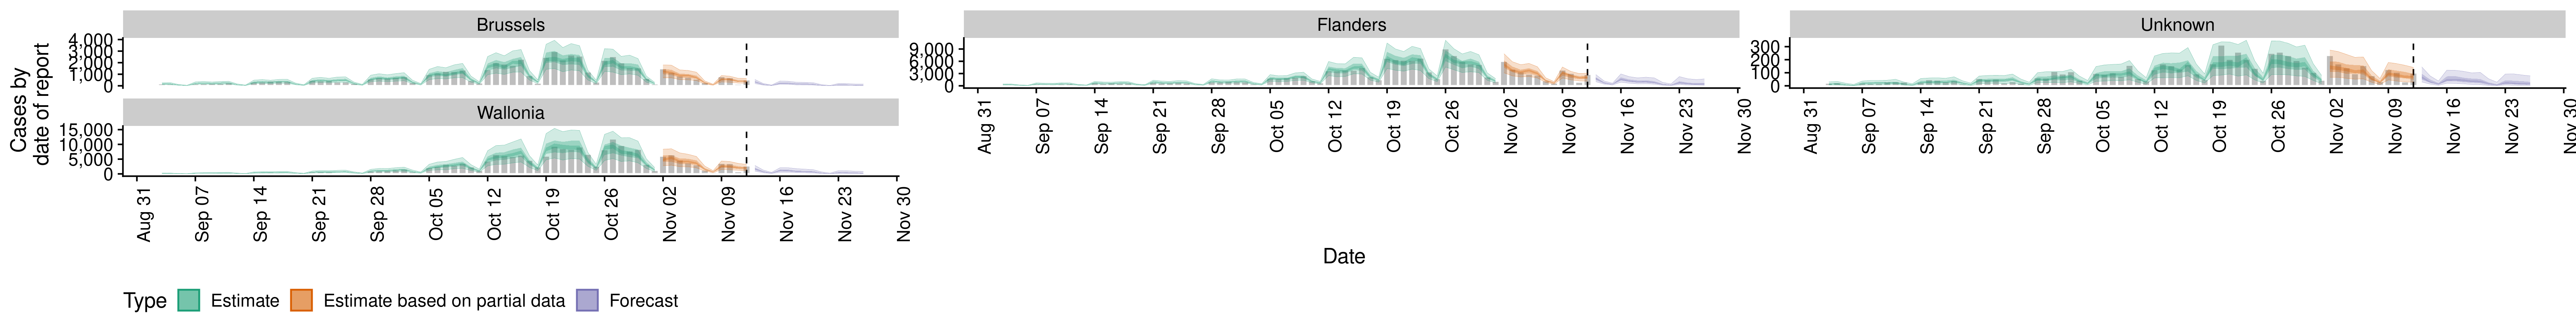 Brussels
Flanders
Unknown
Cases by
date of report
4,000
3,000
2,000
1,000
0
9,000
6,000
3,000
0
300
200
100
0
Wallonia
15,000
10,000
5,000
0
Aug 31
Sep 07
Sep 14
Sep 21
Sep 28
Oct 05
Oct 12
Oct 19
Oct 26
Nov 02
Nov 09
Nov 16
Nov 23
Nov 30
Aug 31
Sep 07
Sep 14
Sep 21
Sep 28
Oct 05
Oct 12
Oct 19
Oct 26
Nov 02
Nov 09
Nov 16
Nov 23
Nov 30
Aug 31
Sep 07
Sep 14
Sep 21
Sep 28
Oct 05
Oct 12
Oct 19
Oct 26
Nov 02
Nov 09
Nov 16
Nov 23
Nov 30
Date
Type Estimate Estimate based on partial data Forecast